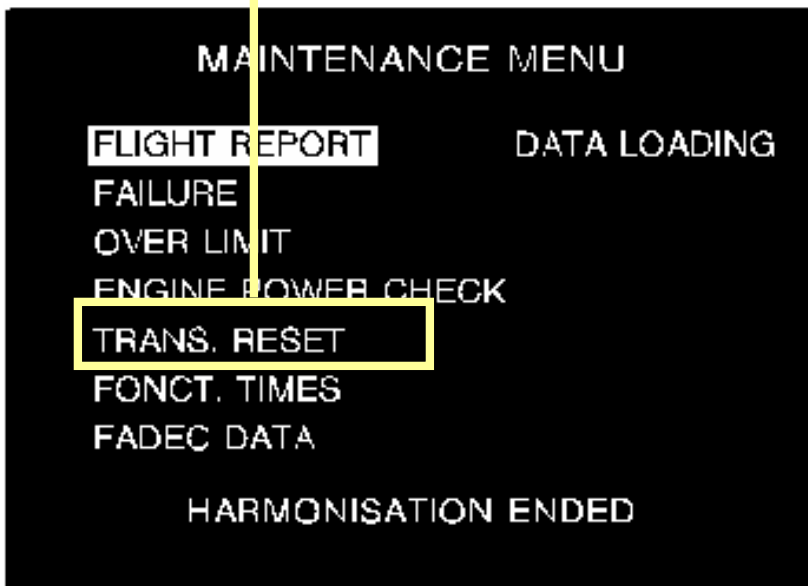 MAINTENANCE MENU
FLIGHT REPORT DATA LOADING
FAILURE
OVER LIMIT
ENGINE POWER CHECK
TRANS. RESET
FONCT. TIMES
FADEC DATA
HARMONISATION ENDED